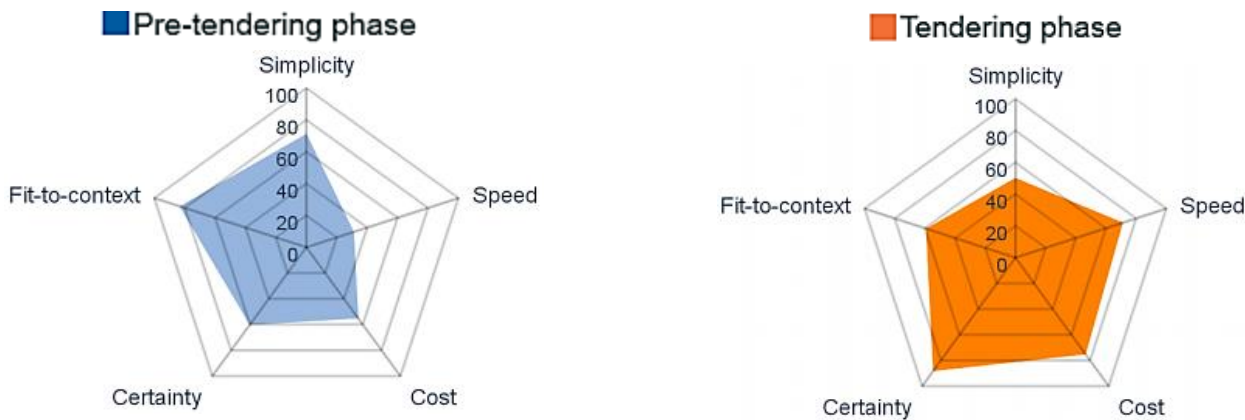 Pre-tendering phase
Simplicity
100
80
60
40
20
0
Fit-to-context
Speed
Certainty
Cost
Tendering phase
Simplicity
100
80
60
40
20
0
Fit-to-context
Speed
Certainty
Cost